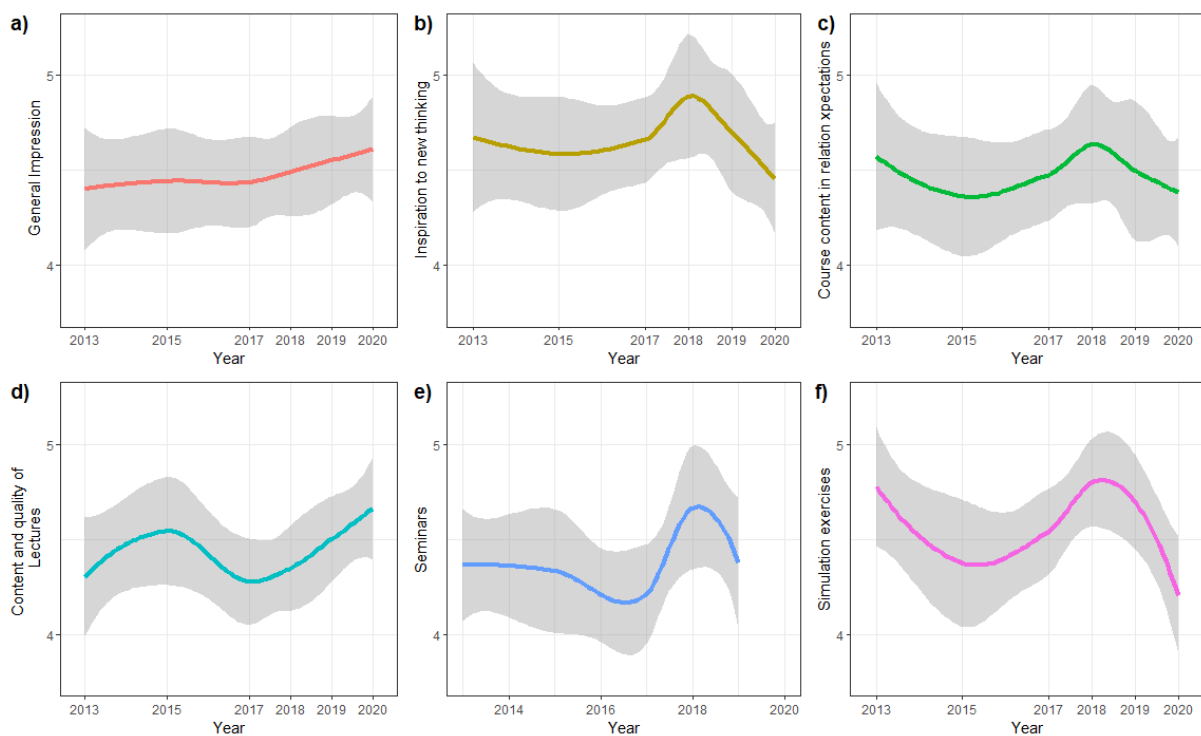 a)
General Impression
5
4
2013 2015 2017 2018 2019 2020
Year
b)
Inspiration to new thinking
5
4
2013 2015 2017 2018 2019 2020
Year
c)
Course content in relation xpectations
5
4
2013 2015 2017 2018 2019 2020
Year
d)
Content and quality of
Lectures
5
4
2013 2015 2017 2018 2019 2020
Year
e)
Seminars
5
4
2014 2016 2018 2020
Year
f)
Simulation exercises
5
4
2013 2015 2017 2018 2019 2020
Year